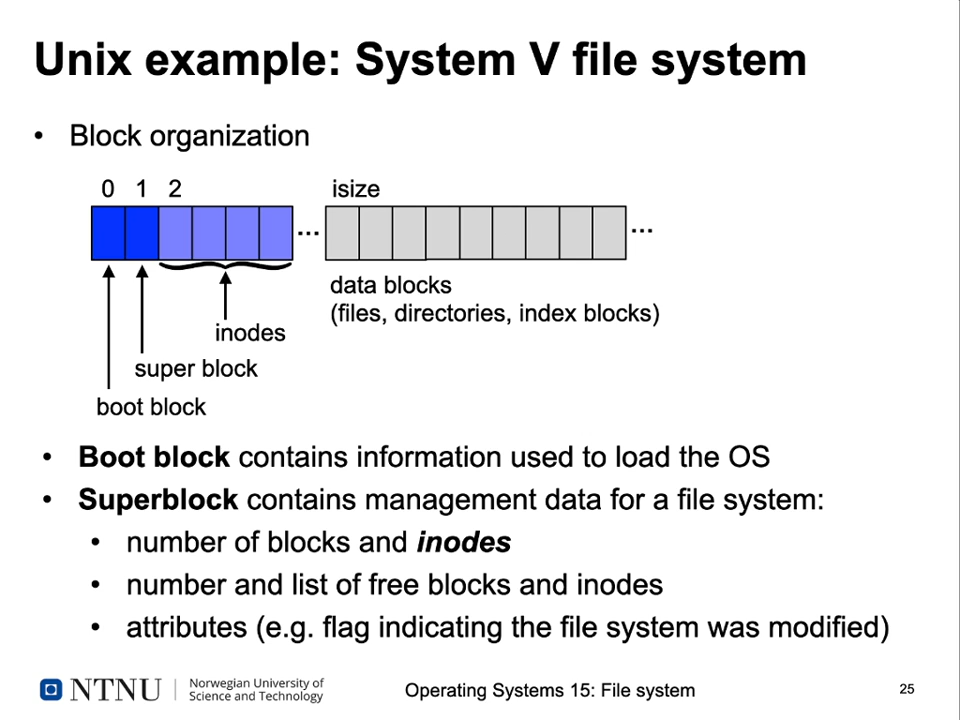 Unix example: System V file system
• Block organization
0 1 2 isize
... ...
data blocks
(files, directories, index blocks)
inodes
super block
boot block
• Boot block contains information used to load the OS
• Superblock contains management data for a file system:
• number of blocks and inodes
• number and list of free blocks and inodes
• attributes (e.g. flag indicating the file system was modified)
NTNU
Norwegian University of
Science and Technology
Operating Systems 15: File system
25